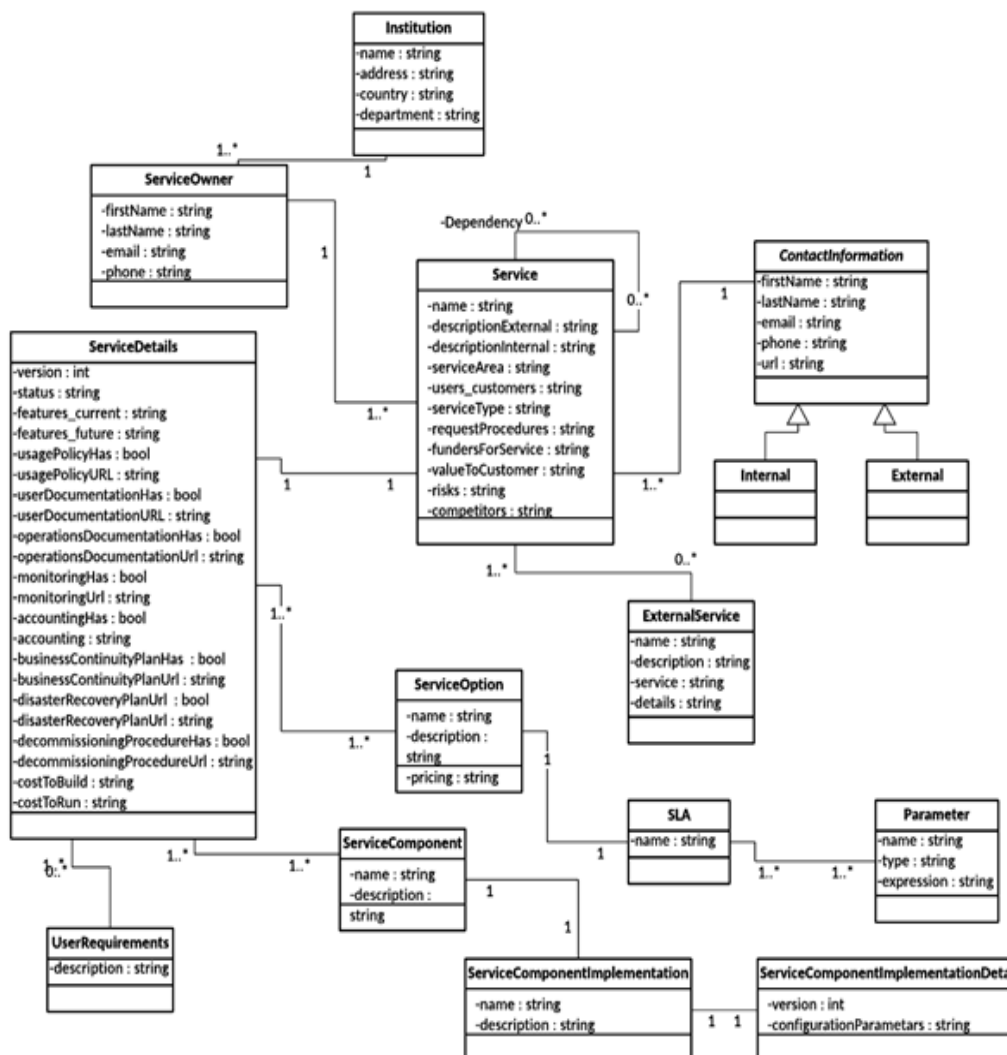 Institution
-name : string
-address : string
-country : string
-department : string
1..*
1
ServiceOwner
-firstName : string
-lastName : string
-email : string
-phone : string
1
1..*
-Dependency
0..*
0..*
Service
-name : string
-descriptionExternal : string
-descriptionInternal : string
-serviceArea : string
-users_customers : string
-serviceType : string
-requestProcedures : string
-fundersForService : string
-valueToCustomer : string
-risks : string
-competitors : string
1
1..*
ContactInformation
-firstName : string
-lastName : string
-email : string
-phone : string
-url : string
Internal
External
ServiceDetails
-version : int
-status : string
-features_current : string
-features_future : string
-usagePolicyHas : bool
-usagePolicyURL : string
-userDocumentationHas : bool
-userDocumentationURL : string
-operationsDocumentationHas : bool
-operationsDocumentationUrl : string
-monitoringHas : bool
-monitoringUrl : string
-accountingHas : bool
-accounting : string
-businessContinuityPlanHas : bool
-businessContinuityPlanUrl : string
-disasterRecoveryPlanUrl : bool
-disasterRecoveryPlanUrl : string
-decommissioningProcedureHas : bool
-decommissioningProcedureUrl : string
-costToBuild : string
-costToRun : string
1
1
1..*
0..*
ExternalService
-name : string
-description : string
-service : string
-details : string
1..*
1..*
ServiceOption
-name : string
-description :
string
-pricing : string
1
1
SLA
-name : string
1..*
1..*
Parameter
-name : string
-type : string
-expression : string
1..*
1..*
ServiceComponent
-name : string
-description :
string
1
1
0..*
UserRequirements
-description : string
ServiceComponentImplementation
-name : string
-description : string
1
1
ServiceComponentImplementationDeta
-version : int
-configurationParametars : string